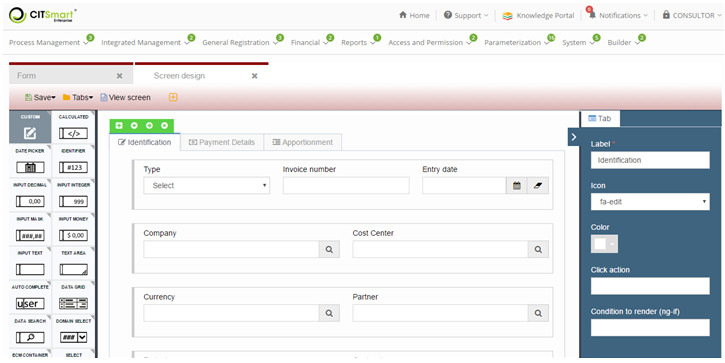 CITSmart
Enterprise
Home Support Knowledge Portal 0 Notifications CONSULTOR
Process Management 3 Integrated Management 2 General Registration 3 Financial 2 Reports 1 Access and Permission 2 Parameterization 16 System 5 Builder 2
Form Screen design
Save Tabs View screen
CUSTOM CALCULATED
</>
DATE PICKER IDENTIFIER
#123
INPUT DECIMAL INPUT INTEGER
0,00 999
INPUT MASK INPUT MONEY
###,## $ 0,00
INPUT TEXT TEXT AREA
AUTO COMPLETE DATA GRID
user
DATA SEARCH DOMAIN SELECT
###
ECM CONTAINER SELECT
Identification Payment Details Apportionment
Type Invoice number Entry date
Select
Company Cost Center
Currency Partner
Tab
Label *
Identification
Icon
fa-edit
Color
Click action
Condition to render (ng-if)